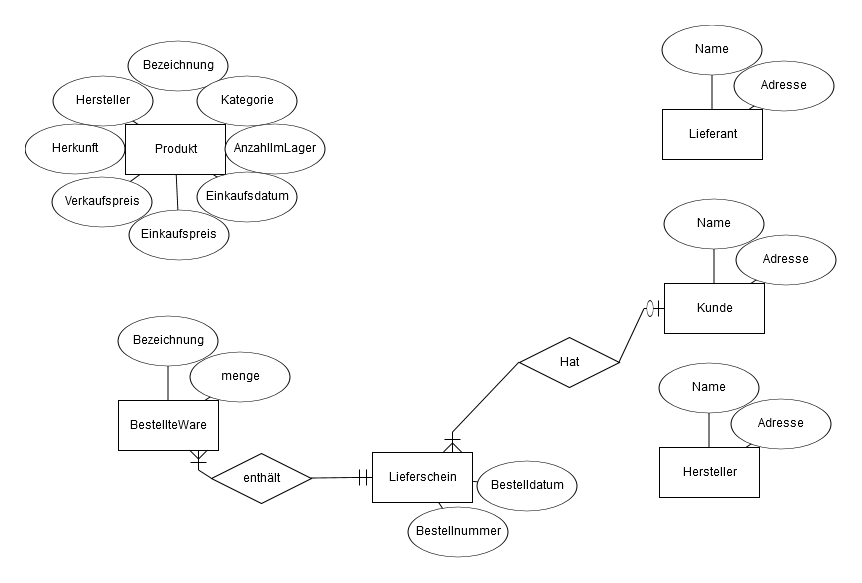 Name
Bezeichnung
Adresse
Hersteller
Kategorie
Lieferant
Herkunft
Produkt
AnzahlImLager
Einkaufsdatum
Verkaufspreis
Name
Einkaufspreis
Adresse
Kunde
Bezeichnung
Hat
menge
Name
BestellteWare
Adresse
Hersteller
enthält
Lieferschein
Bestelldatum
Bestellnummer